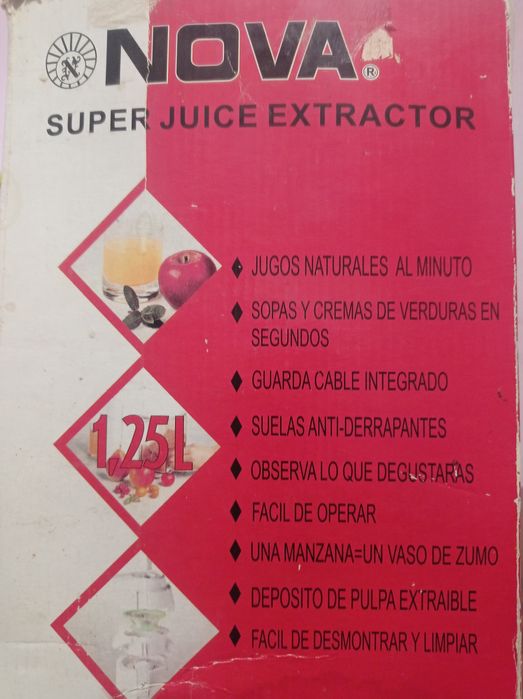 NOVA®
SUPER JUICE EXTRACTOR
♦ JUGOS NATURALES AL MINUTO
♦ SOPAS Y CREMAS DE VERDURAS EN
SEGUNDOS
♦ GUARDA CABLE INTEGRADO
♦ SUELAS ANTI-DERRAPANTES
1,25L
♦ OBSERVA LO QUE DEGUSTARAS
♦ FACIL DE OPERAR
♦ UNA MANZANA=UN VASO DE ZUMO
♦ DEPOSITO DE PULPA EXTRAIBLE
♦ FACIL DE DESMONTRAR Y LIMPIAR